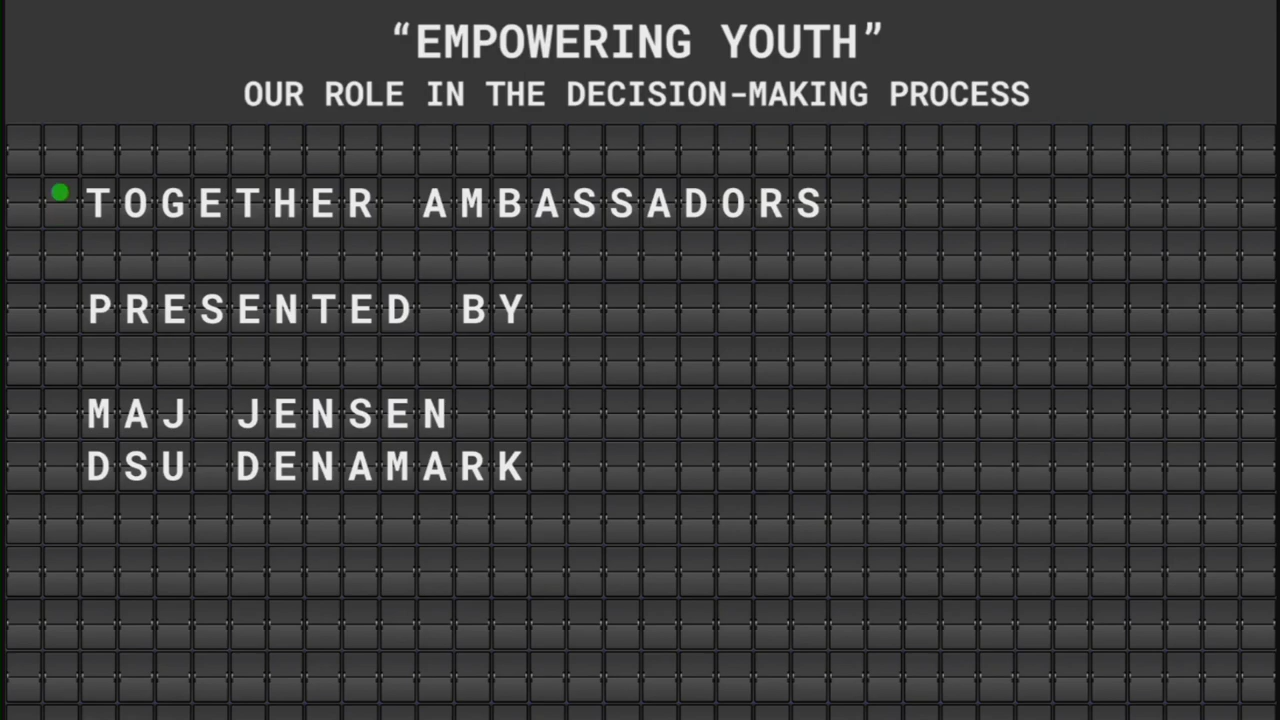 “EMPOWERING YOUTH”
OUR ROLE IN THE DECISION-MAKING PROCESS
TOGETHER AMBASSADORS
PRESENTED BY
MAJ JENSEN
DSU DENAMARK